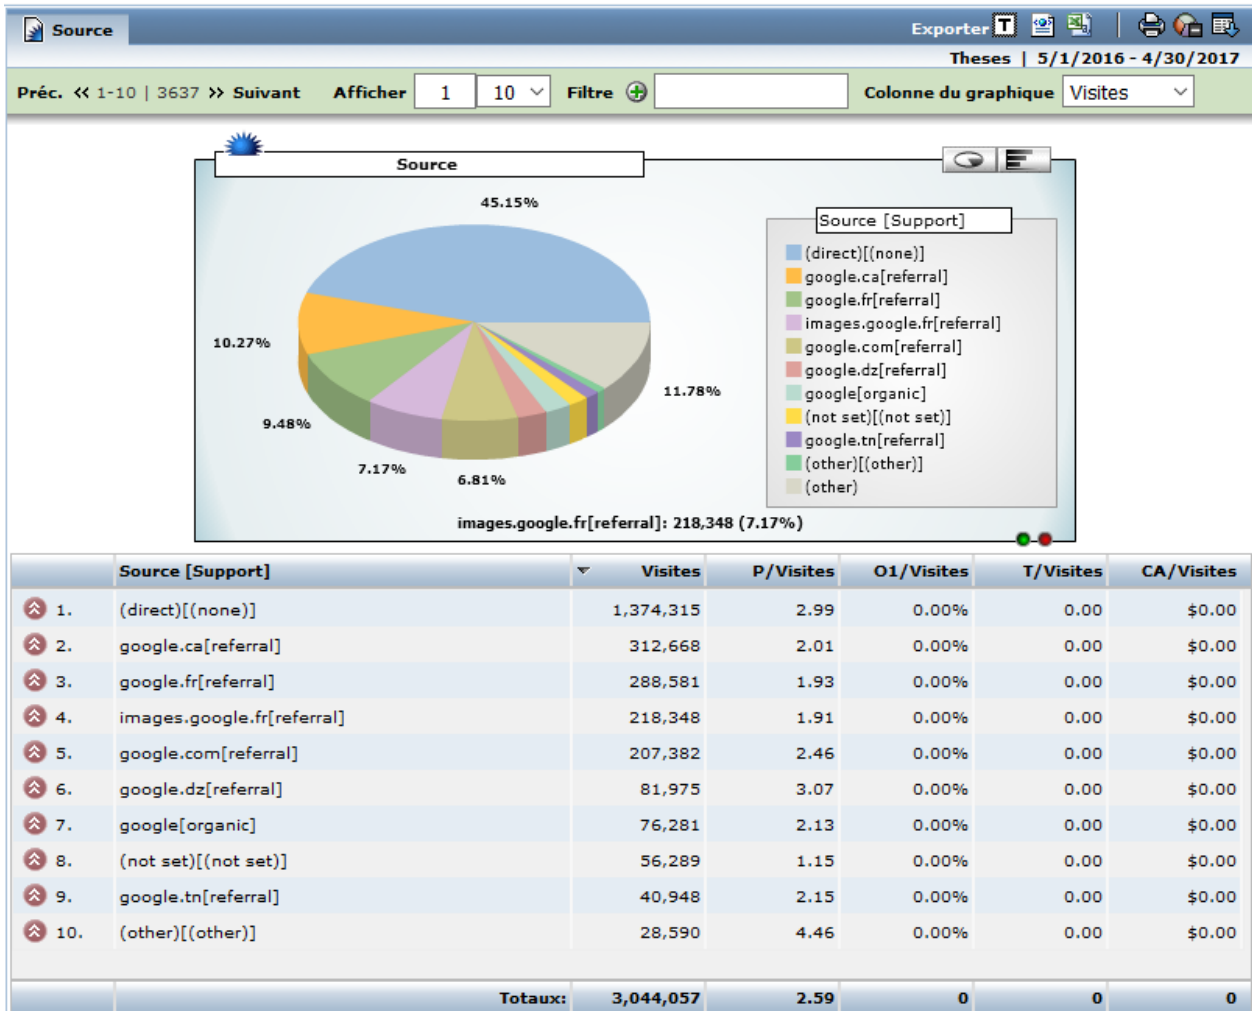 Source
Exporter T
Theses | 5/1/2016 - 4/30/2017
Préc. « 1-10 | 3637 » Suivant Afficher 1 10 Filtre Colonne du graphique Visites
Source
45.15%
10.27%
9.48%
7.17%
6.81%
11.78%
Source [Support]
(direct)[(none)]
google.ca[referral]
google.fr[referral]
images.google.fr[referral]
google.com[referral]
google.dz[referral]
google[organic]
(not set)[(not set)]
google.tn[referral]
(other)[(other)]
(other)
images.google.fr[referral]: 218,348 (7.17%)
Source [Support] Visites P/Visites O1/Visites T/Visites CA/Visites
1. (direct)[(none)] 1,374,315 2.99 0.00% 0.00 $0.00
2. google.ca[referral] 312,668 2.01 0.00% 0.00 $0.00
3. google.fr[referral] 288,581 1.93 0.00% 0.00 $0.00
4. images.google.fr[referral] 218,348 1.91 0.00% 0.00 $0.00
5. google.com[referral] 207,382 2.46 0.00% 0.00 $0.00
6. google.dz[referral] 81,975 3.07 0.00% 0.00 $0.00
7. google[organic] 76,281 2.13 0.00% 0.00 $0.00
8. (not set)[(not set)] 56,289 1.15 0.00% 0.00 $0.00
9. google.tn[referral] 40,948 2.15 0.00% 0.00 $0.00
10. (other)[(other)] 28,590 4.46 0.00% 0.00 $0.00
Totaux: 3,044,057 2.59 0 0 0